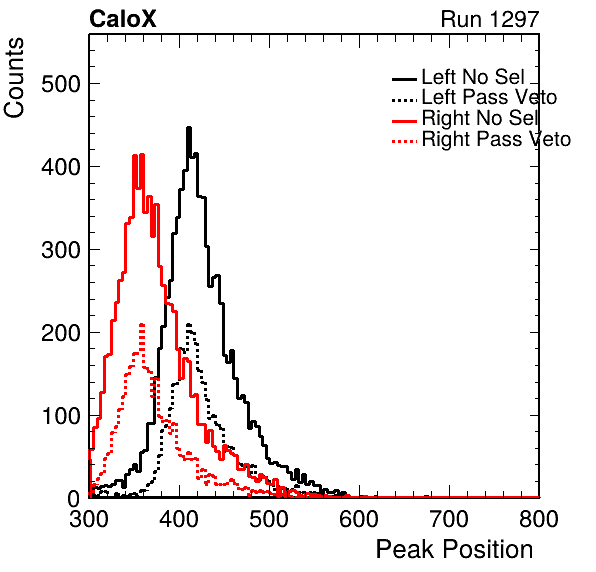 CaloX Run 1297
Counts
500
400
300
200
100
0
Left No Sel
Left Pass Veto
Right No Sel
Right Pass Veto
300 400 500 600 700 800
Peak Position